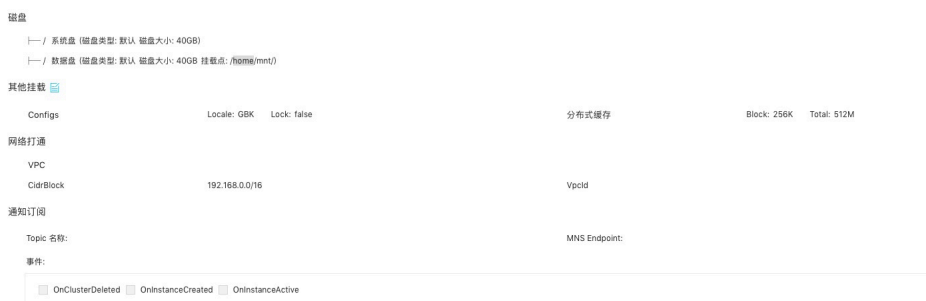 磁盘
├── / 系统盘 (磁盘类型: 默认 磁盘大小: 40GB)
├── / 数据盘 (磁盘类型: 默认 磁盘大小: 40GB 挂载点: /home/mnt/)
其他挂载
Configs Locale: GBK Lock: false 分布式缓存 Block: 256K Total: 512M
网络打通
VPC
CidrBlock 192.168.0.0/16 VpcId
通知订阅
Topic 名称: MNS Endpoint:
事件:
OnClusterDeleted OnInstanceCreated OnInstanceActive